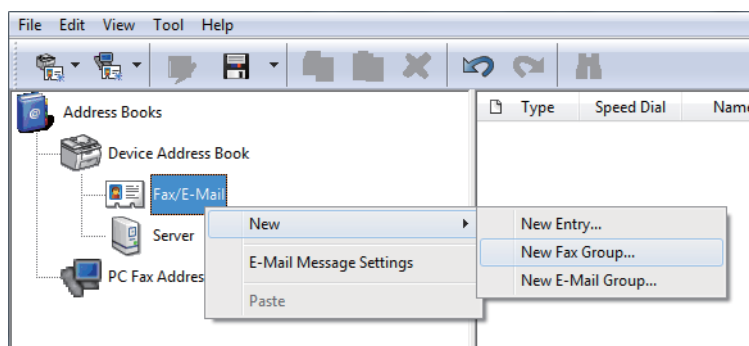 File Edit View Tool Help
Address Books
Type Speed Dial Name
Device Address Book
Fax/E-Mail
Server
PC Fax Addres
New
E-Mail Message Settings
Paste
New Entry...
New Fax Group...
New E-Mail Group...